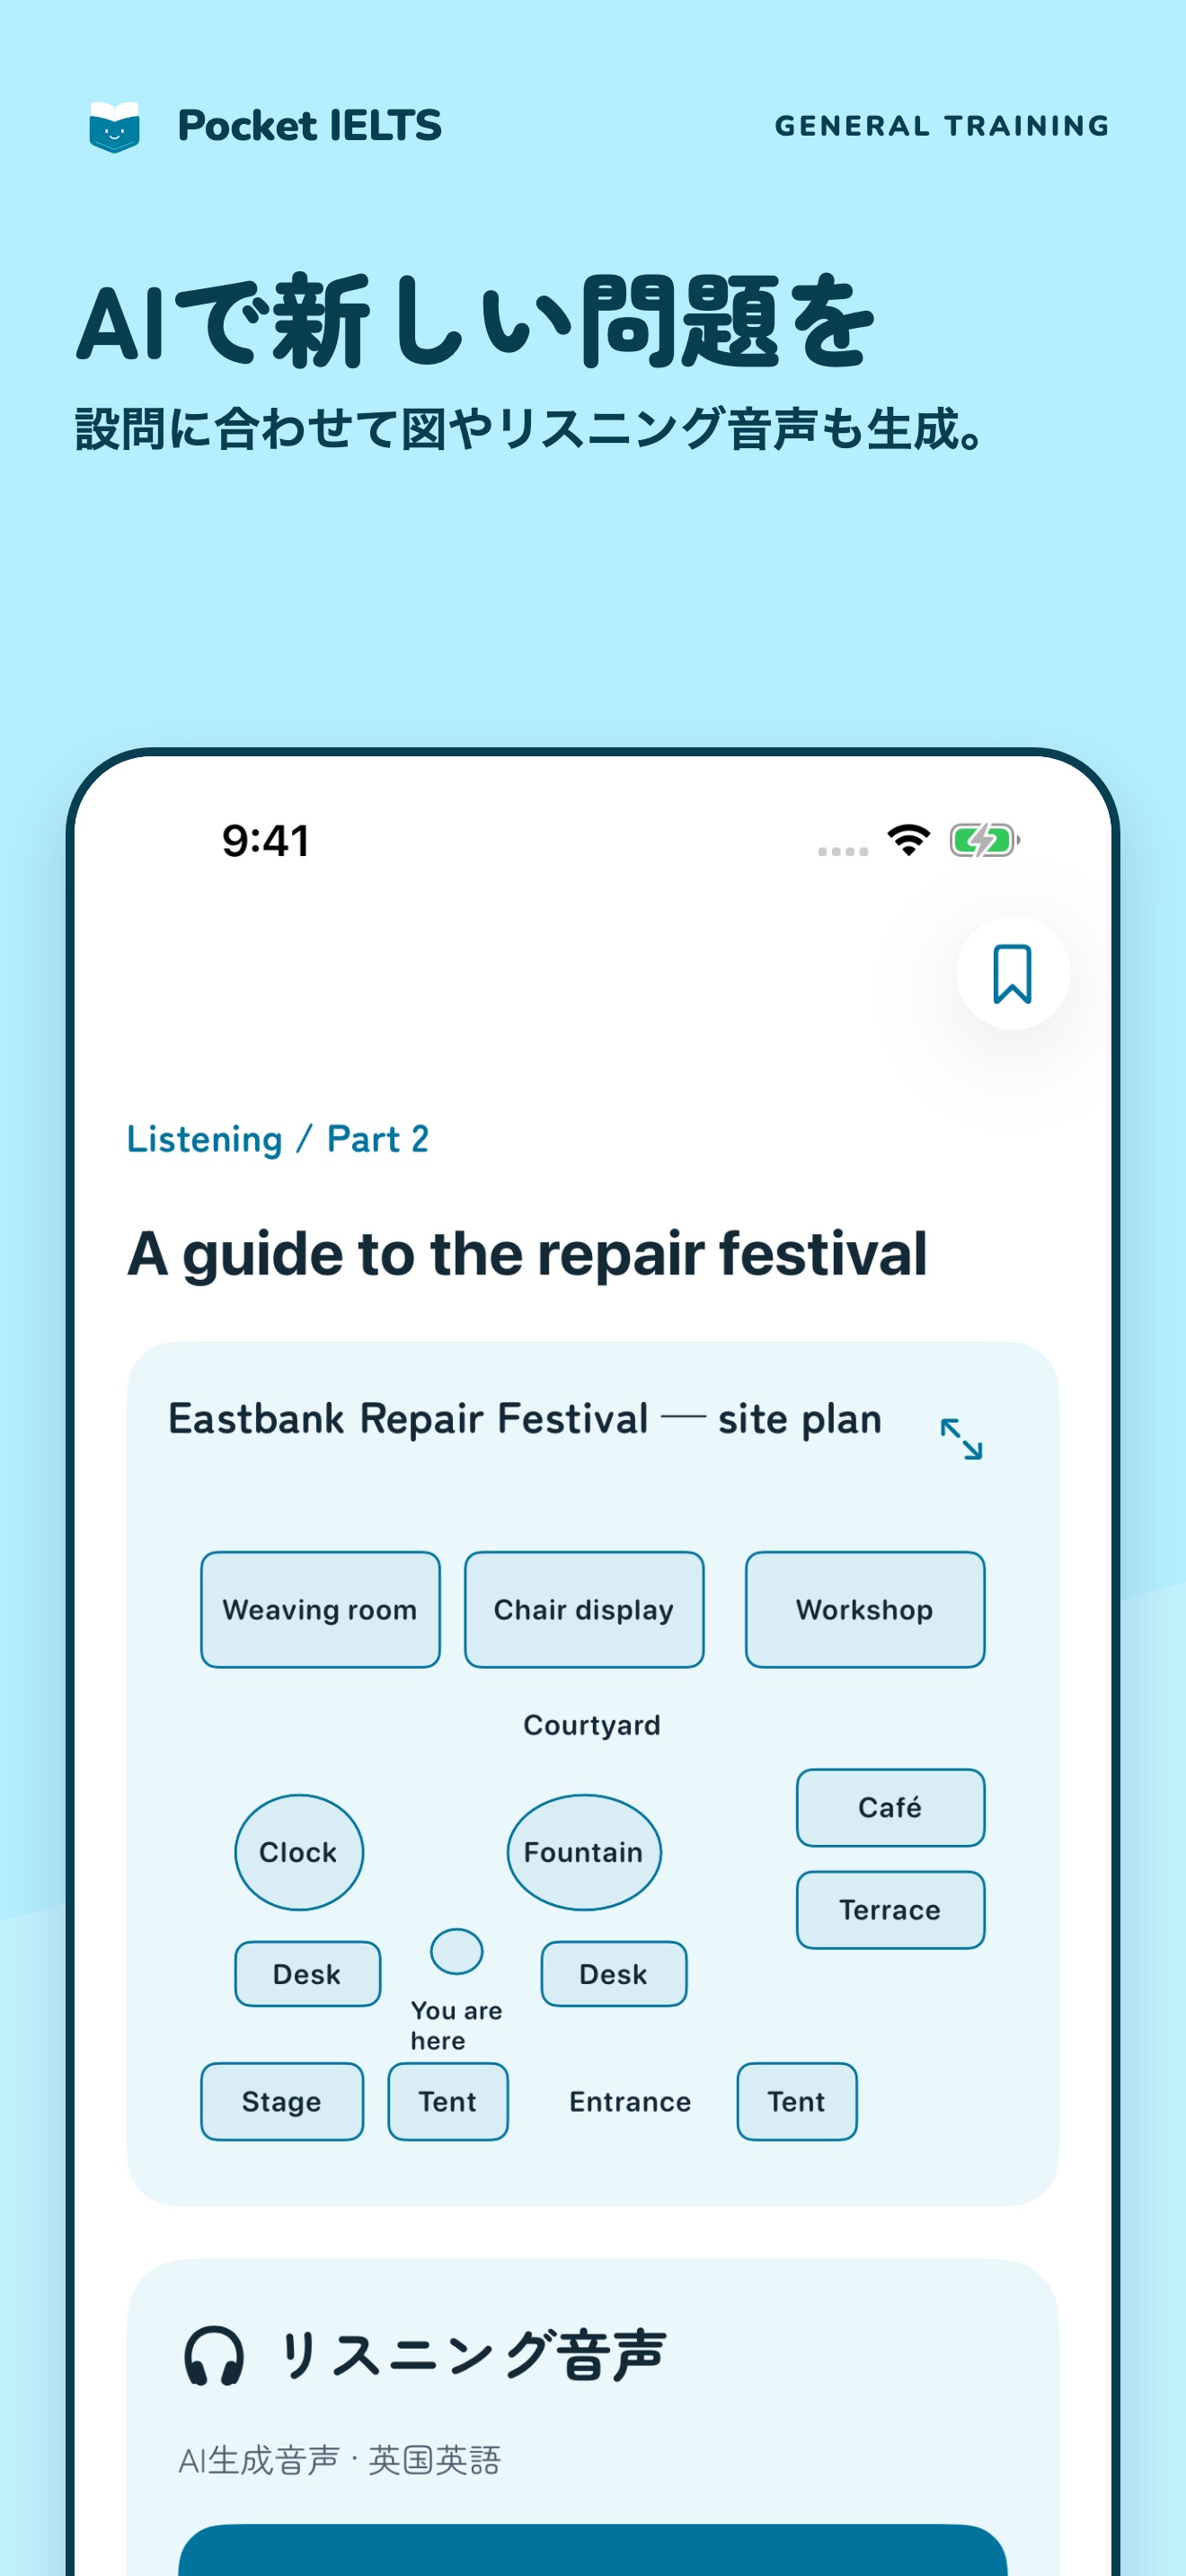 Pocket IELTS
GENERAL TRAINING
AIで新しい問題を
設問に合わせて図やリスニング音声も生成。
9:41
Listening / Part 2
A guide to the repair festival
Eastbank Repair Festival — site plan
Weaving room
Chair display
Workshop
Courtyard
Café
Clock
Fountain
Terrace
Desk
Desk
You are
here
Stage
Tent
Entrance
Tent
リスニング音声
AI生成音声 · 英国英語